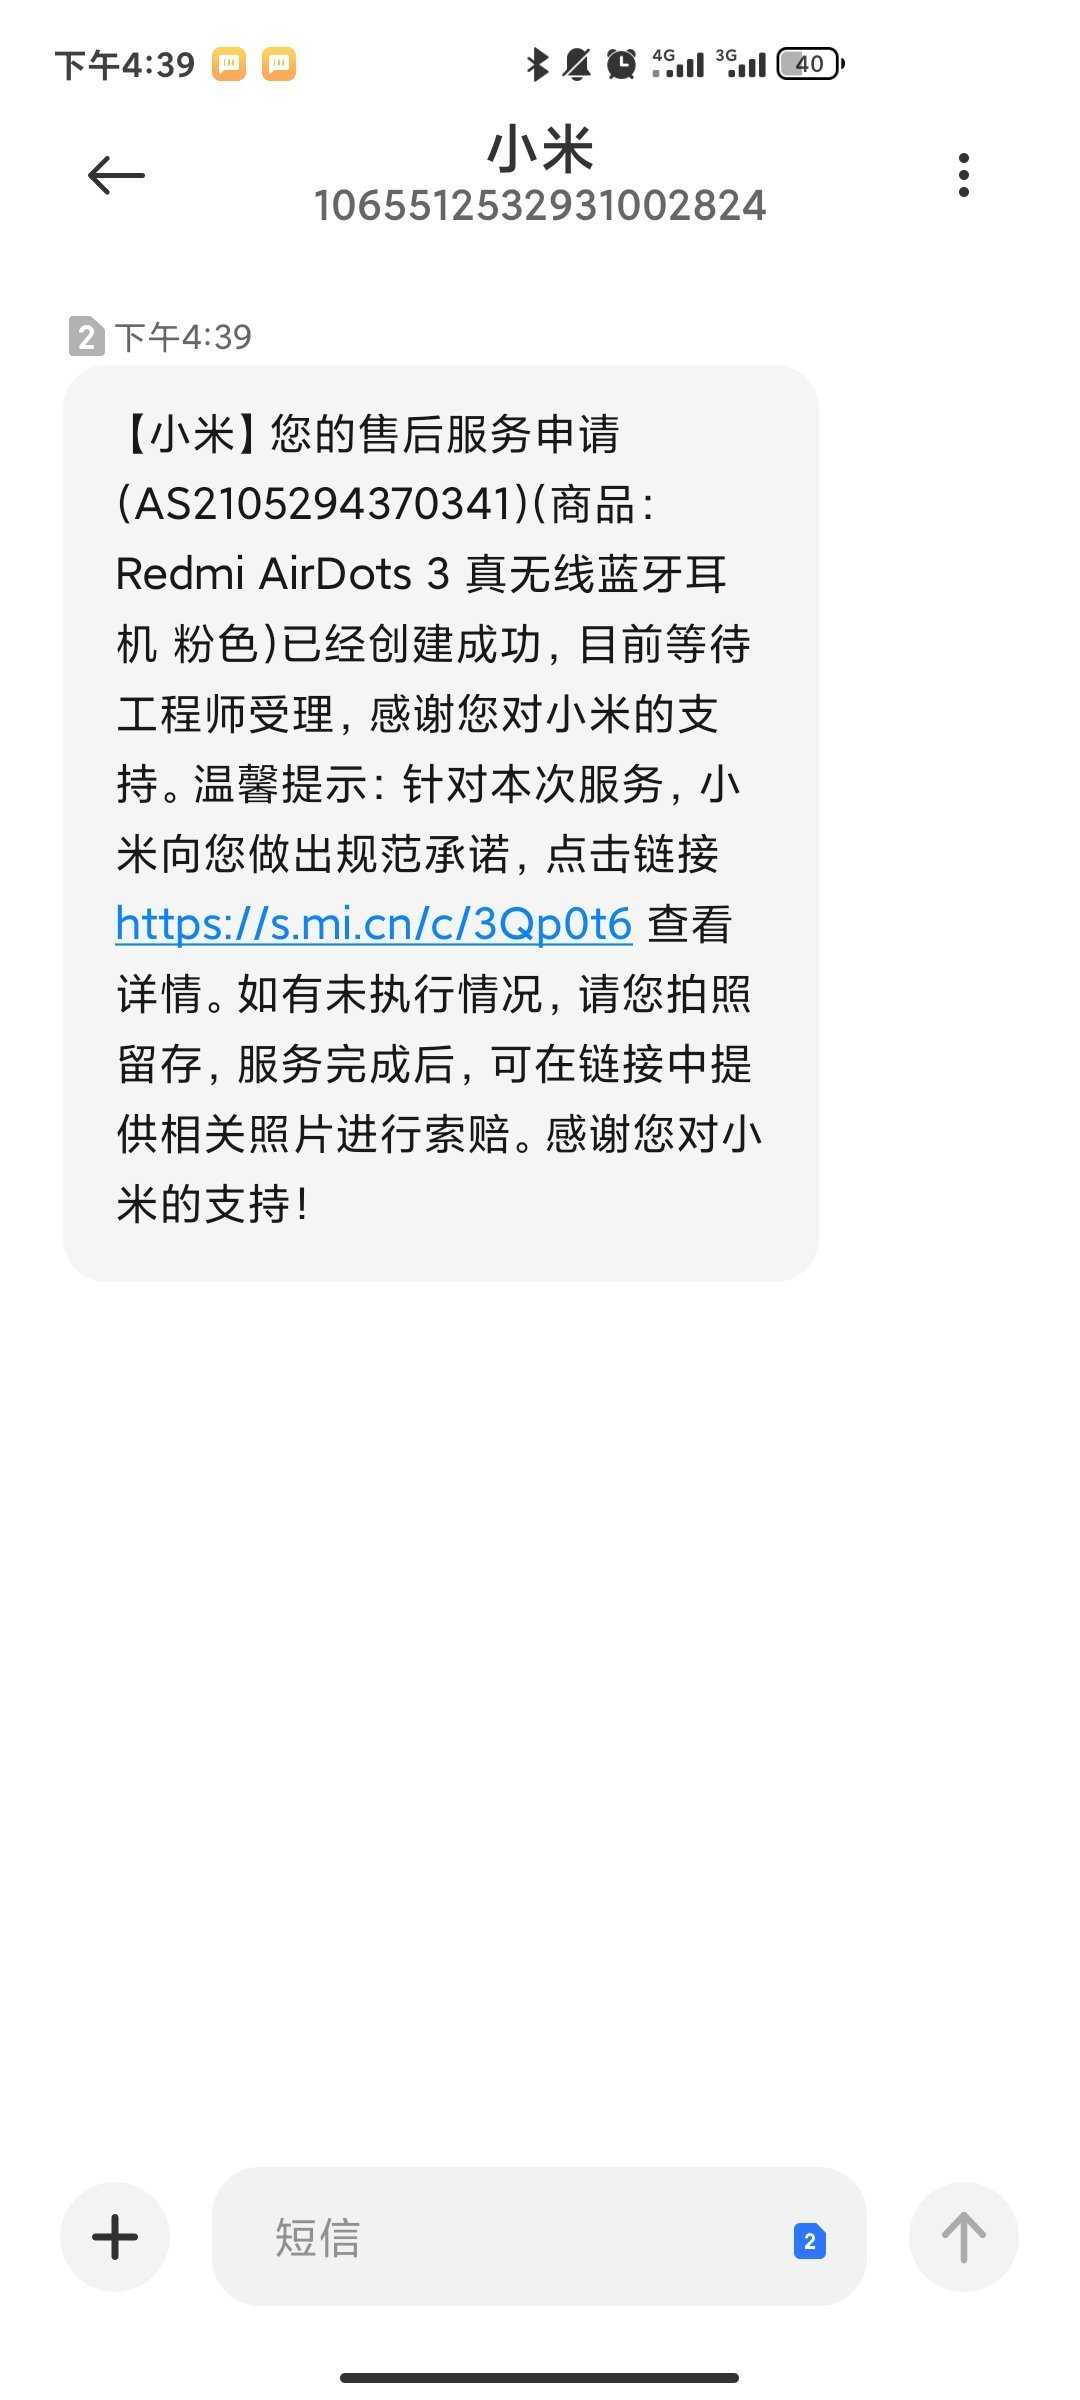 下午4:39
4G 3G 40
小米
1065512532931002824
2 下午4:39
【小米】您的售后服务申请
(AS2105294370341)(商品：
Redmi AirDots 3 真无线蓝牙耳
机 粉色)已经创建成功，目前等待
工程师受理，感谢您对小米的支
持。温馨提示：针对本次服务，小
米向您做出规范承诺，点击链接
https://s.mi.cn/c/3Qp0t6 查看
详情。如有未执行情况，请您拍照
留存，服务完成后，可在链接中提
供相关照片进行索赔。感谢您对小
米的支持！
短信
2